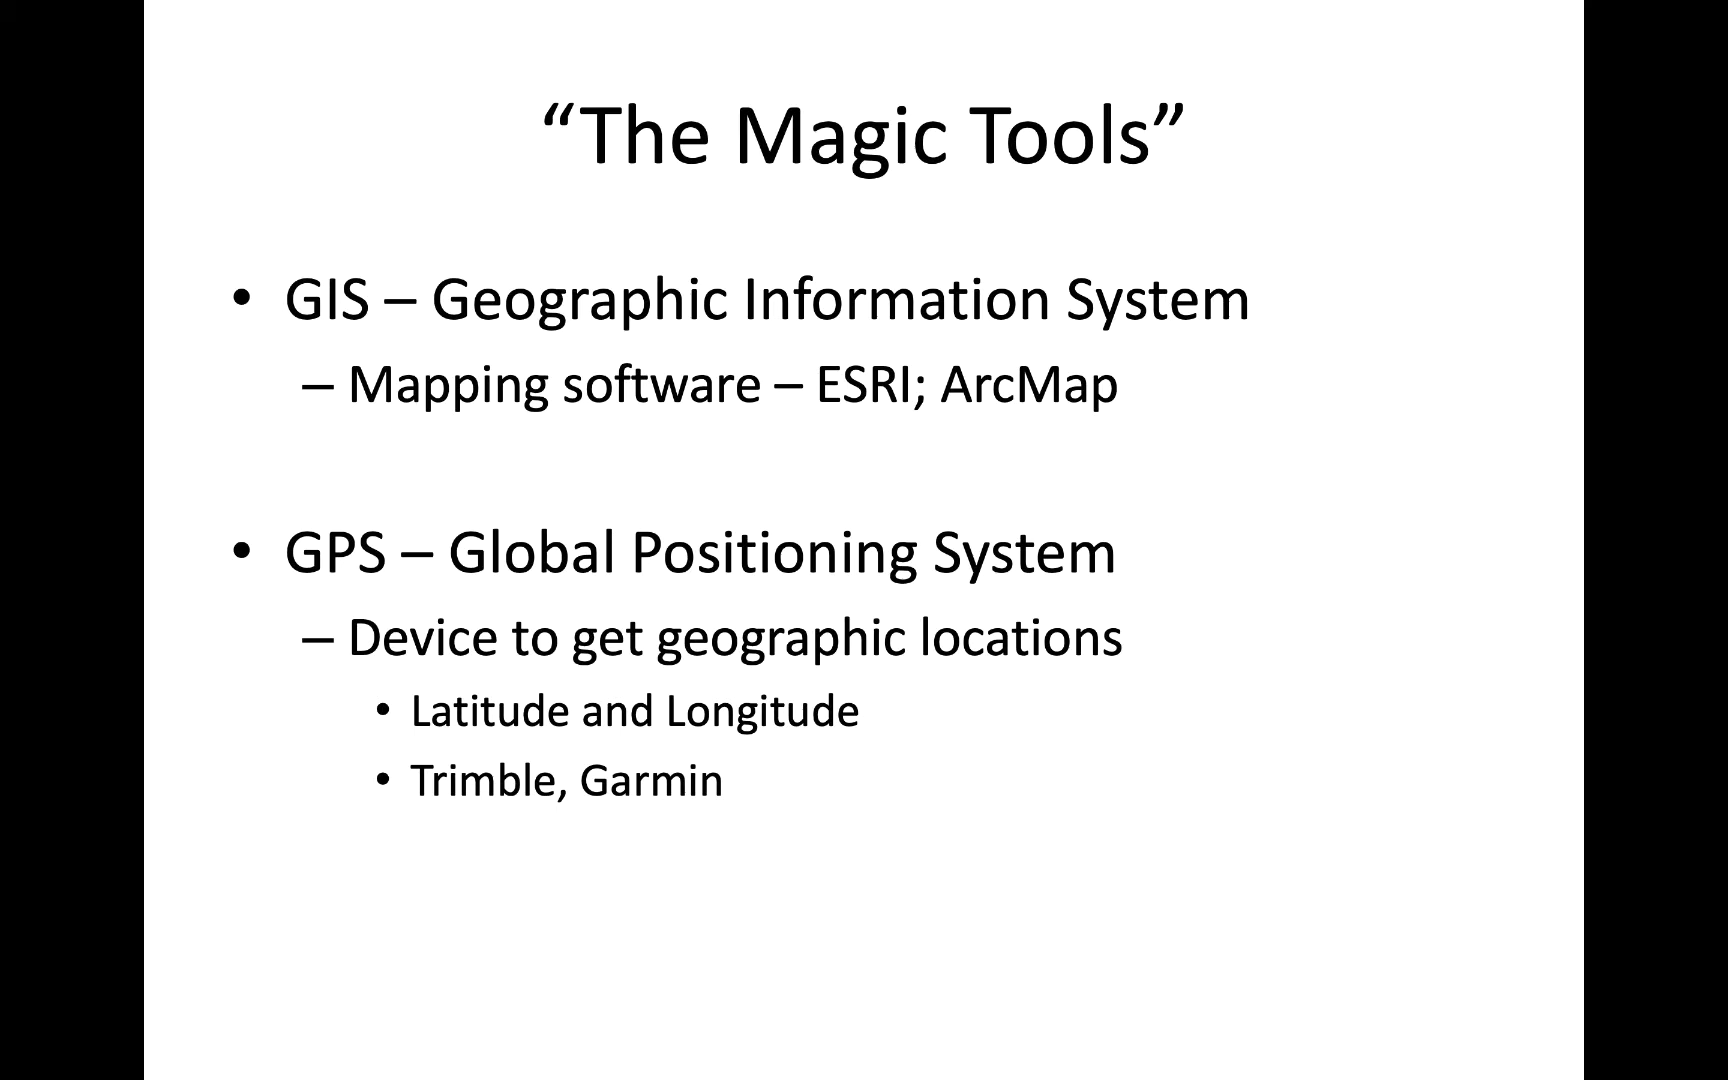 “The Magic Tools”
• GIS – Geographic Information System
– Mapping software – ESRI; ArcMap
• GPS – Global Positioning System
– Device to get geographic locations
• Latitude and Longitude
• Trimble, Garmin